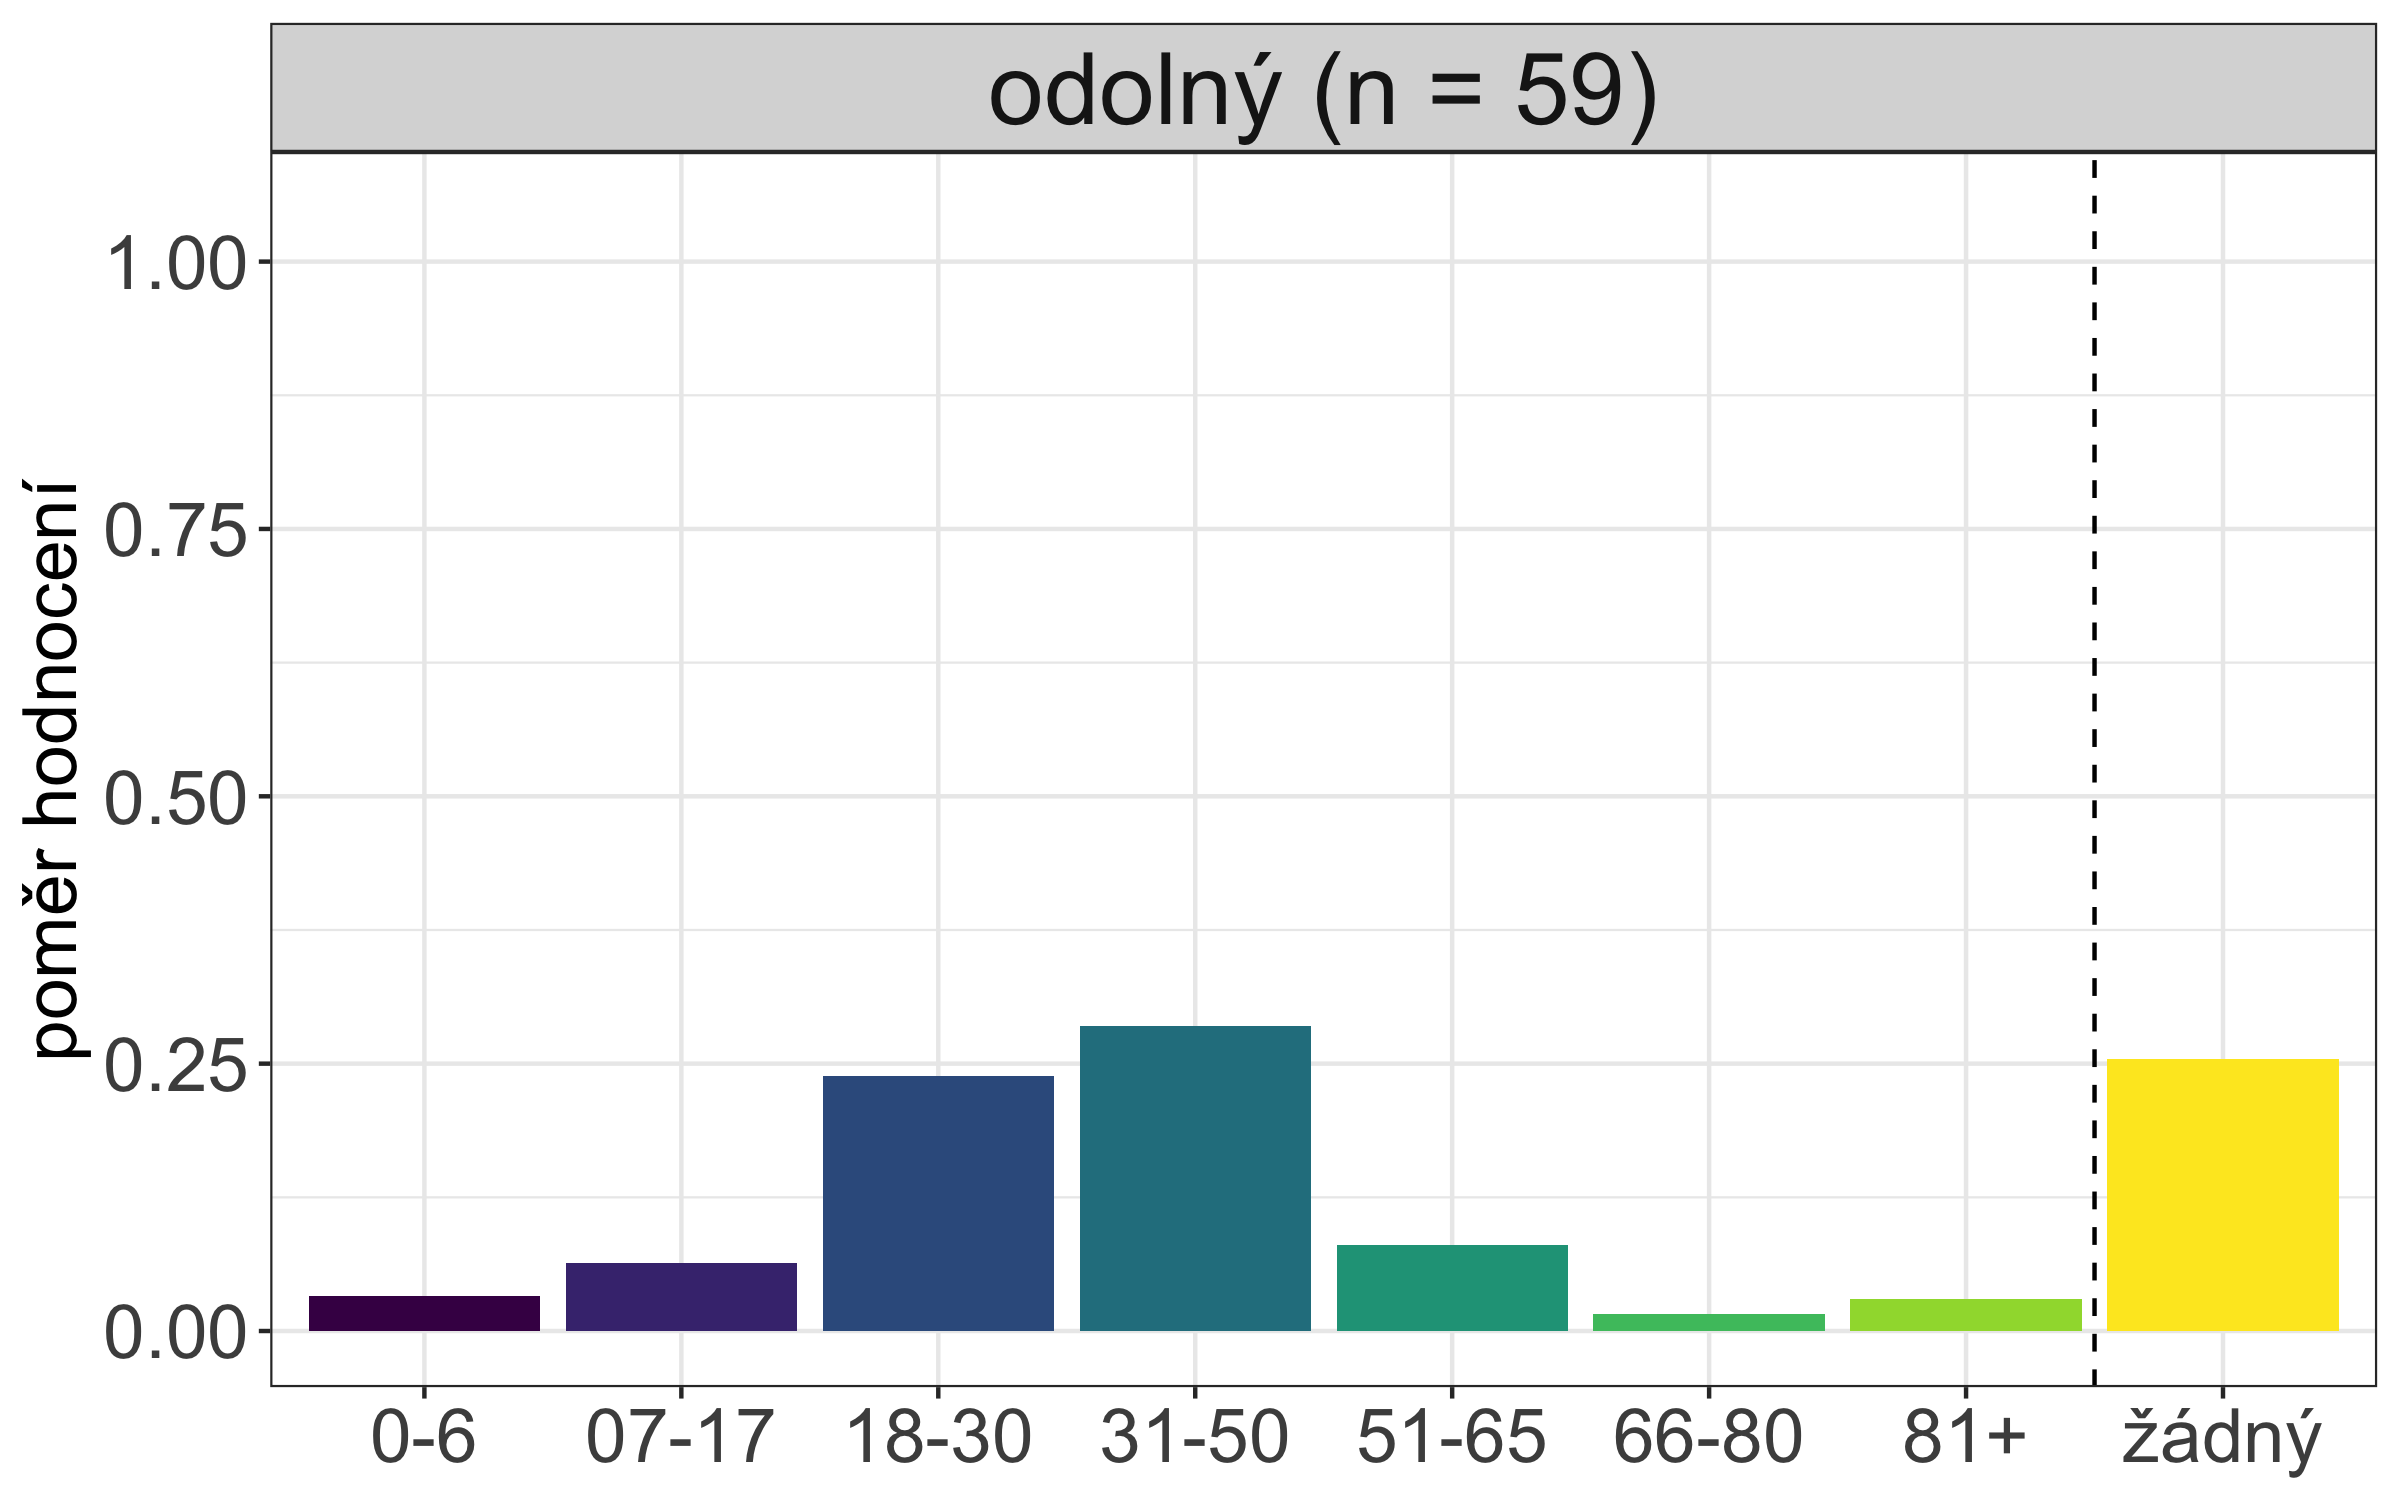 odolný (n = 59)
poměr hodnocení
1.00
0.75
0.50
0.25
0.00
0-6 07-17 18-30 31-50 51-65 66-80 81+ žádný